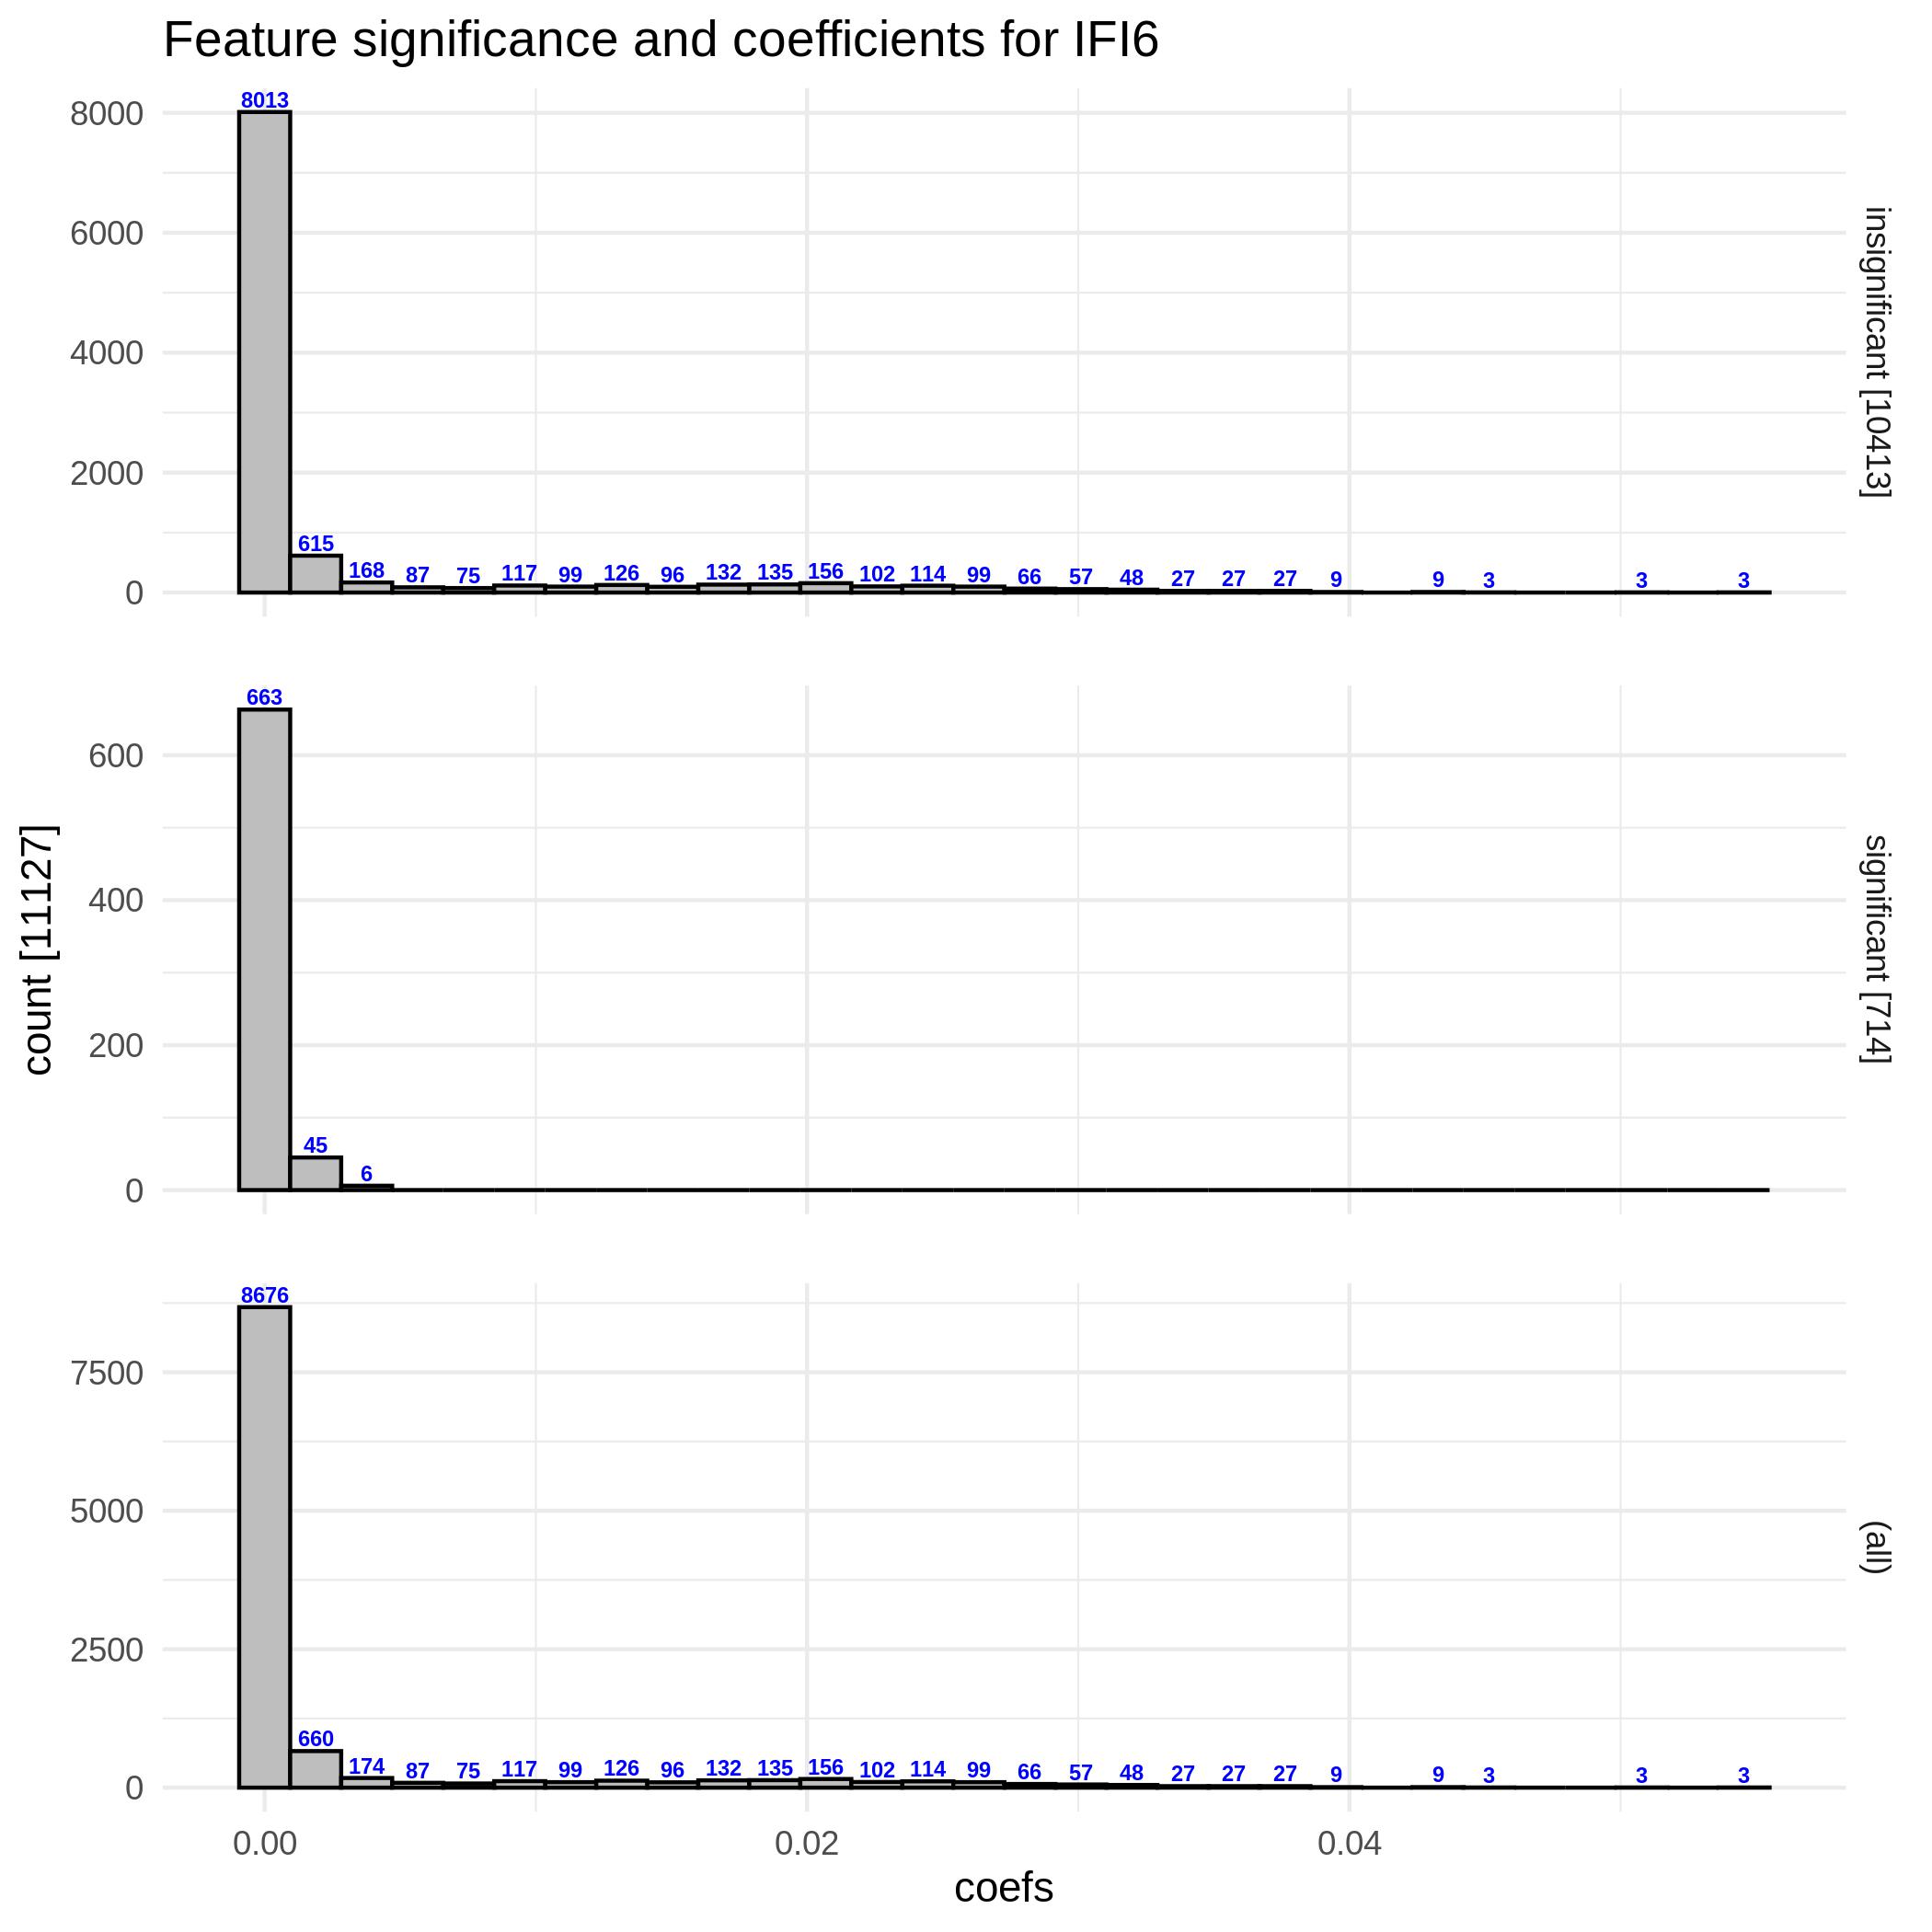 Feature significance and coefficients for IFI6
count [11127]
8000
6000
4000
2000
0
8013
615 168 87 75 117 99 126 96 132 135 156 102 114 99 66 57 48 27 27 27 9 9 3 3 3
insignificant [10413]
600
400
200
0
663
45
6
significant [714]
7500
5000
2500
0
8676
660 174 87 75 117 99 126 96 132 135 156 102 114 99 66 57 48 27 27 27 9 9 3 3 3
(all)
0.00 0.02 0.04
coefs